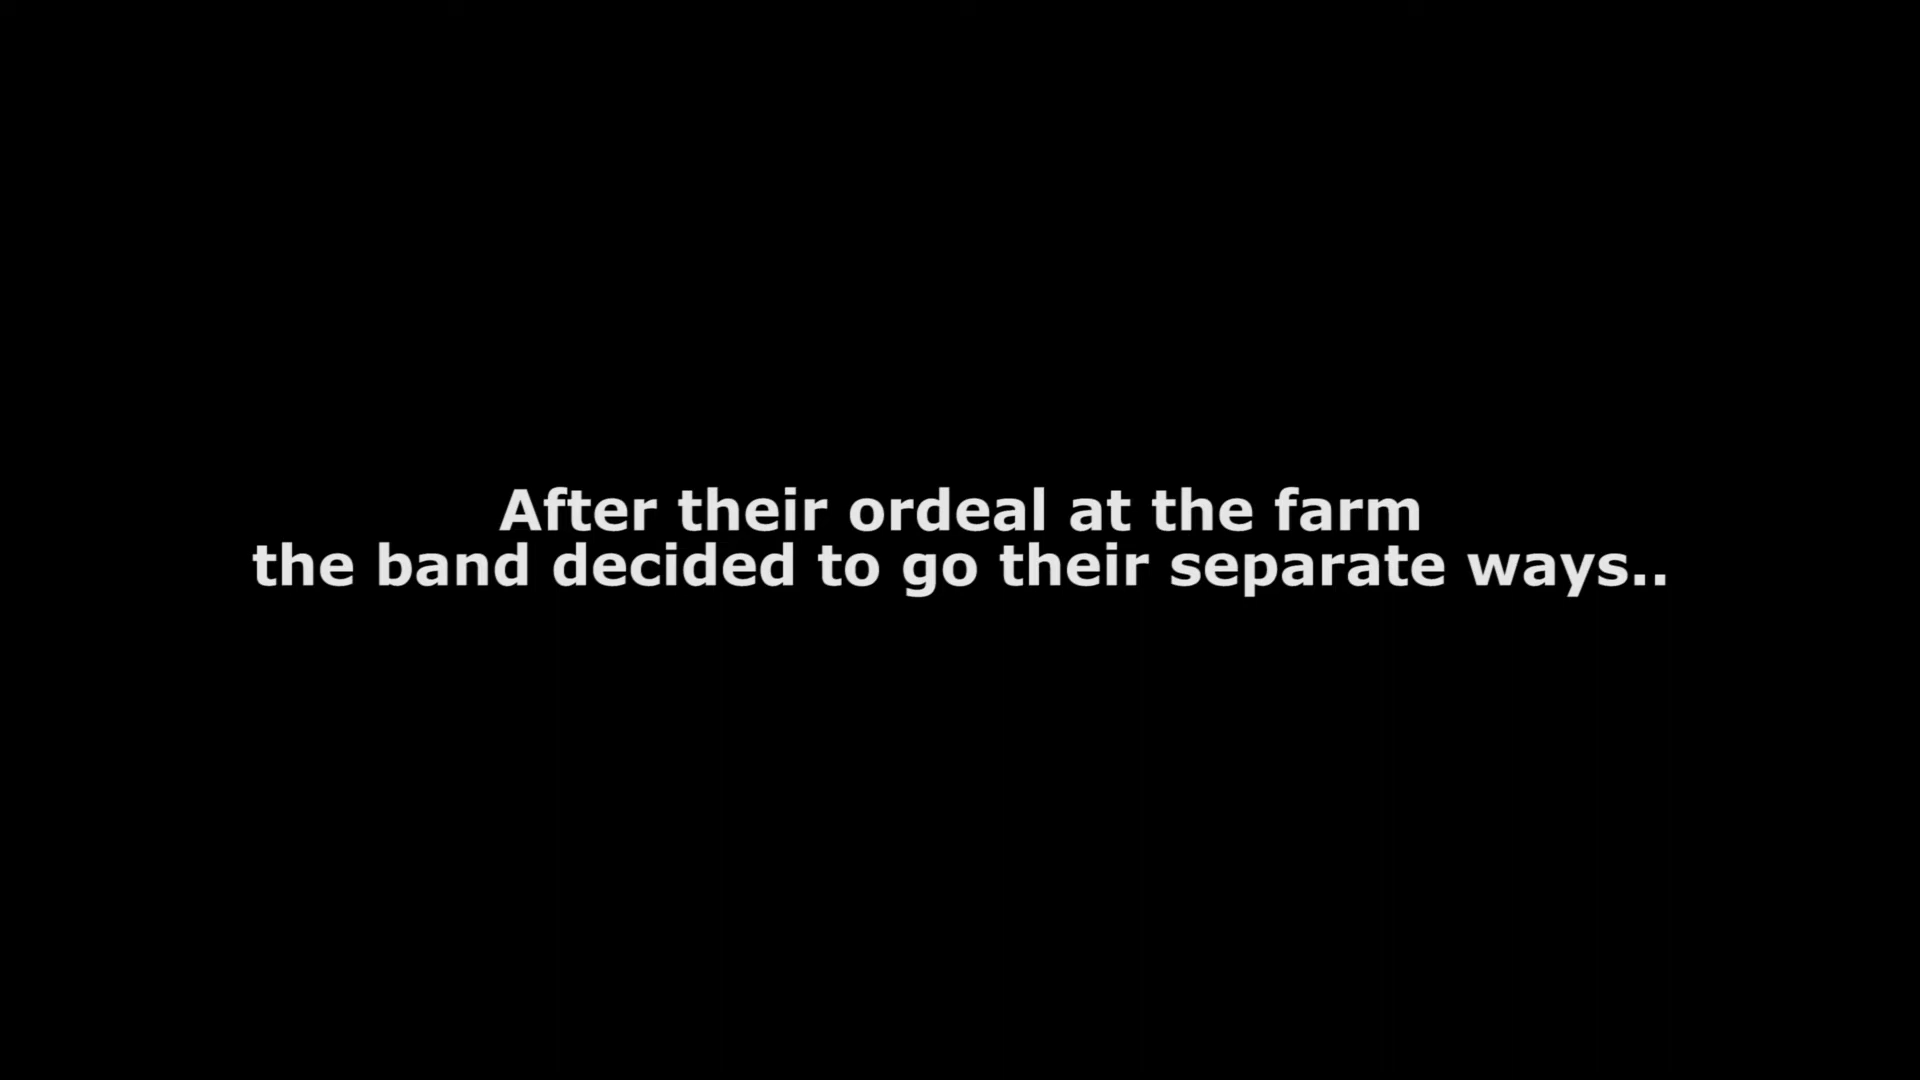 After their ordeal at the farm
the band decided to go their separate ways..